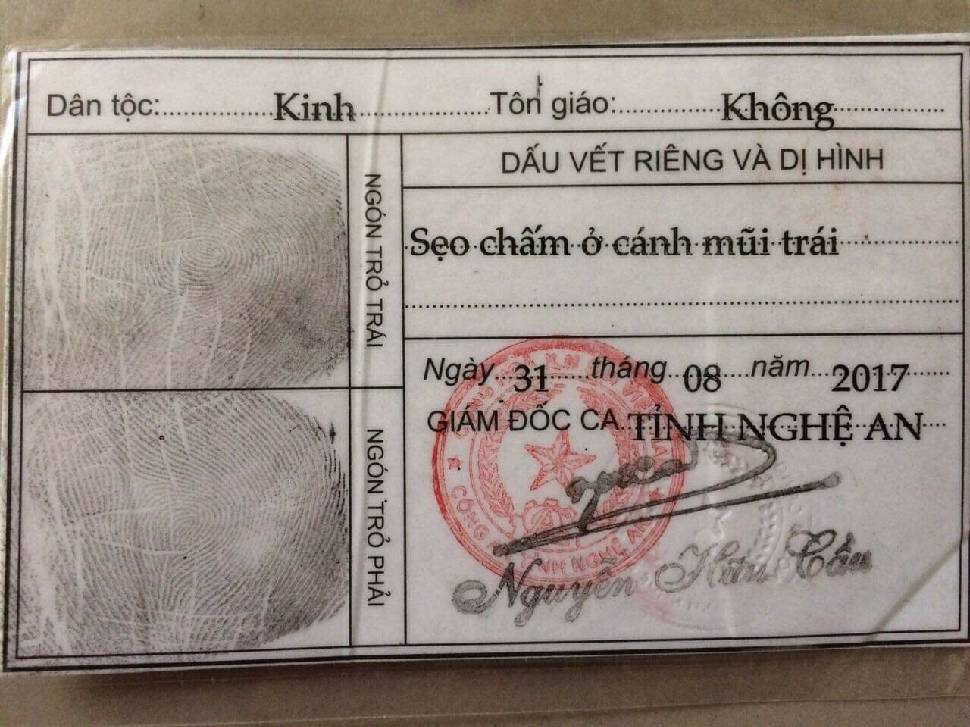 Dân tộc: Kinh Tôn giáo: Không
NGÓN TRỎ TRÁI
DẤU VẾT RIÊNG VÀ DỊ HÌNH
Sẹo chấm ở cánh mũi trái
Ngày 31 tháng 08 năm 2017
GIÁM ĐỐC CA TỈNH NGHỆ AN
NGÓN TRỎ PHẢI
Nguyễn Hữu Cầu